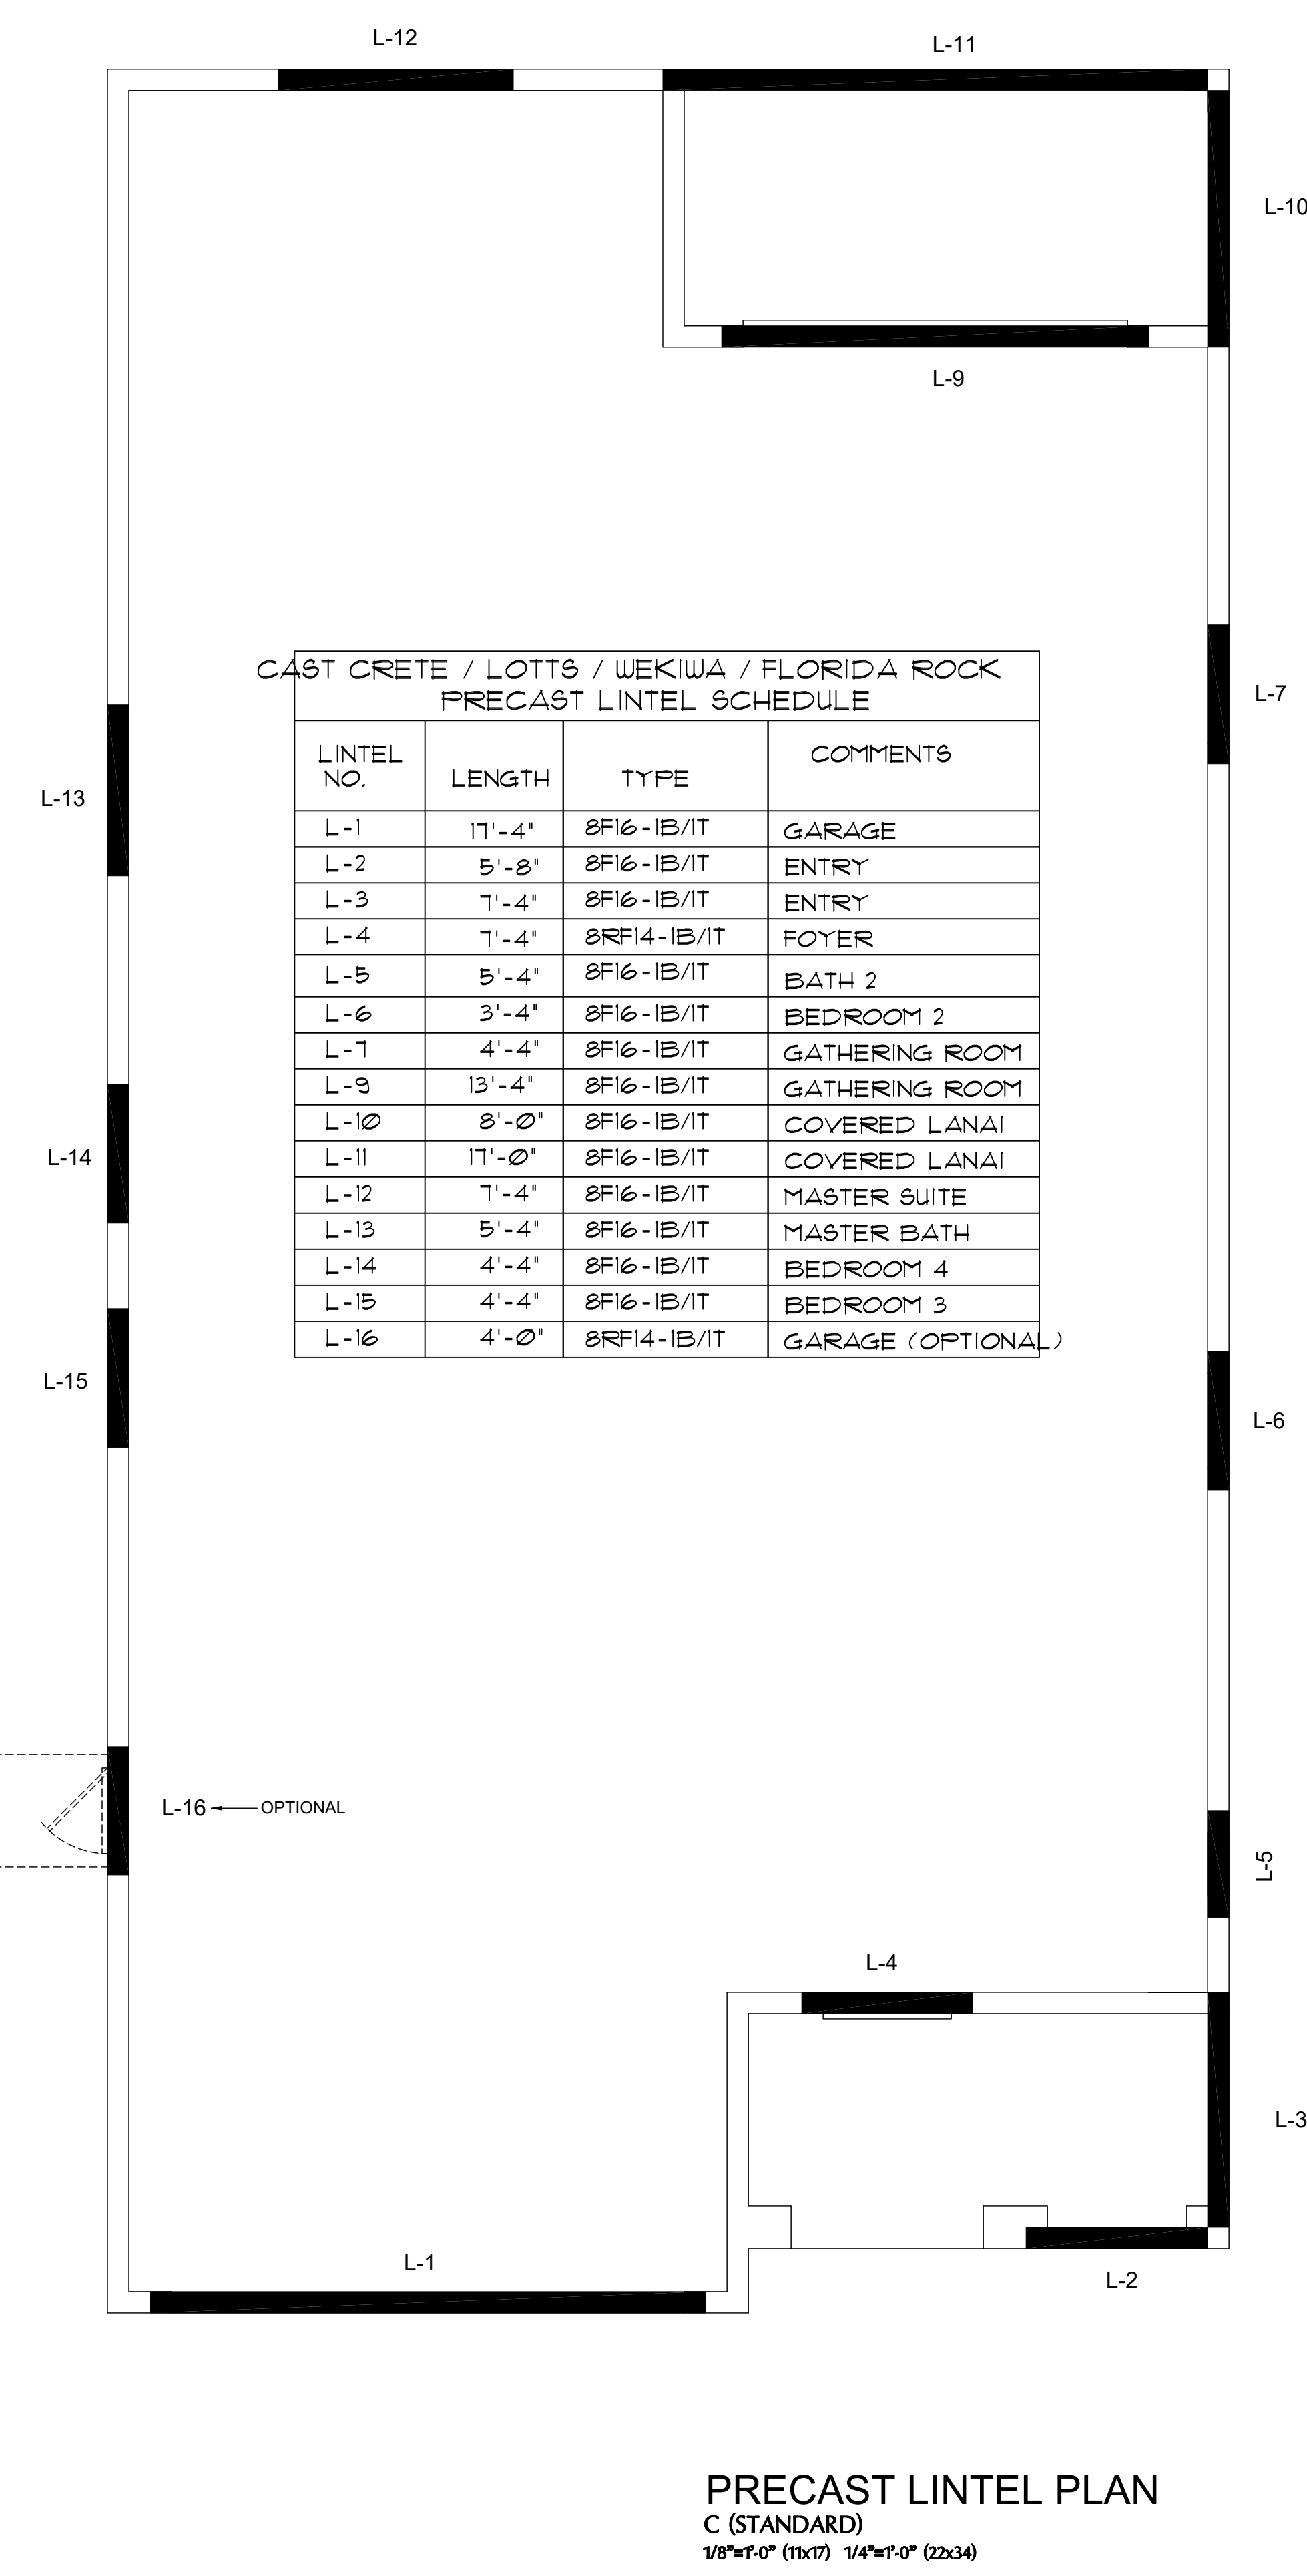 L-12
L-11
L-10
L-9
L-7
L-13
CAST CRETE / LOTTS / WEKIWA / FLORIDA ROCK
PRECAST LINTEL SCHEDULE
LINTEL NO. LENGTH TYPE COMMENTS
L-1 17'-4" 8F16-1B/1T GARAGE
L-2 5'-8" 8F16-1B/1T ENTRY
L-3 7'-4" 8F16-1B/1T ENTRY
L-4 7'-4" 8RF14-1B/1T FOYER
L-5 5'-4" 8F16-1B/1T BATH 2
L-6 3'-4" 8F16-1B/1T BEDROOM 2
L-7 4'-4" 8F16-1B/1T GATHERING ROOM
L-9 13'-4" 8F16-1B/1T GATHERING ROOM
L-10 8'-0" 8F16-1B/1T COVERED LANAI
L-11 17'-0" 8F16-1B/1T COVERED LANAI
L-12 7'-4" 8F16-1B/1T MASTER SUITE
L-13 5'-4" 8F16-1B/1T MASTER BATH
L-14 4'-4" 8F16-1B/1T BEDROOM 4
L-15 4'-4" 8F16-1B/1T BEDROOM 3
L-16 4'-0" 8RF14-1B/1T GARAGE (OPTIONAL)
L-14
L-15
L-6
L-16 OPTIONAL
L-5
L-4
L-3
L-1
L-2
PRECAST LINTEL PLAN
C (STANDARD)
1/8"=1'-0" (11x17) 1/4"=1'-0" (22x34)